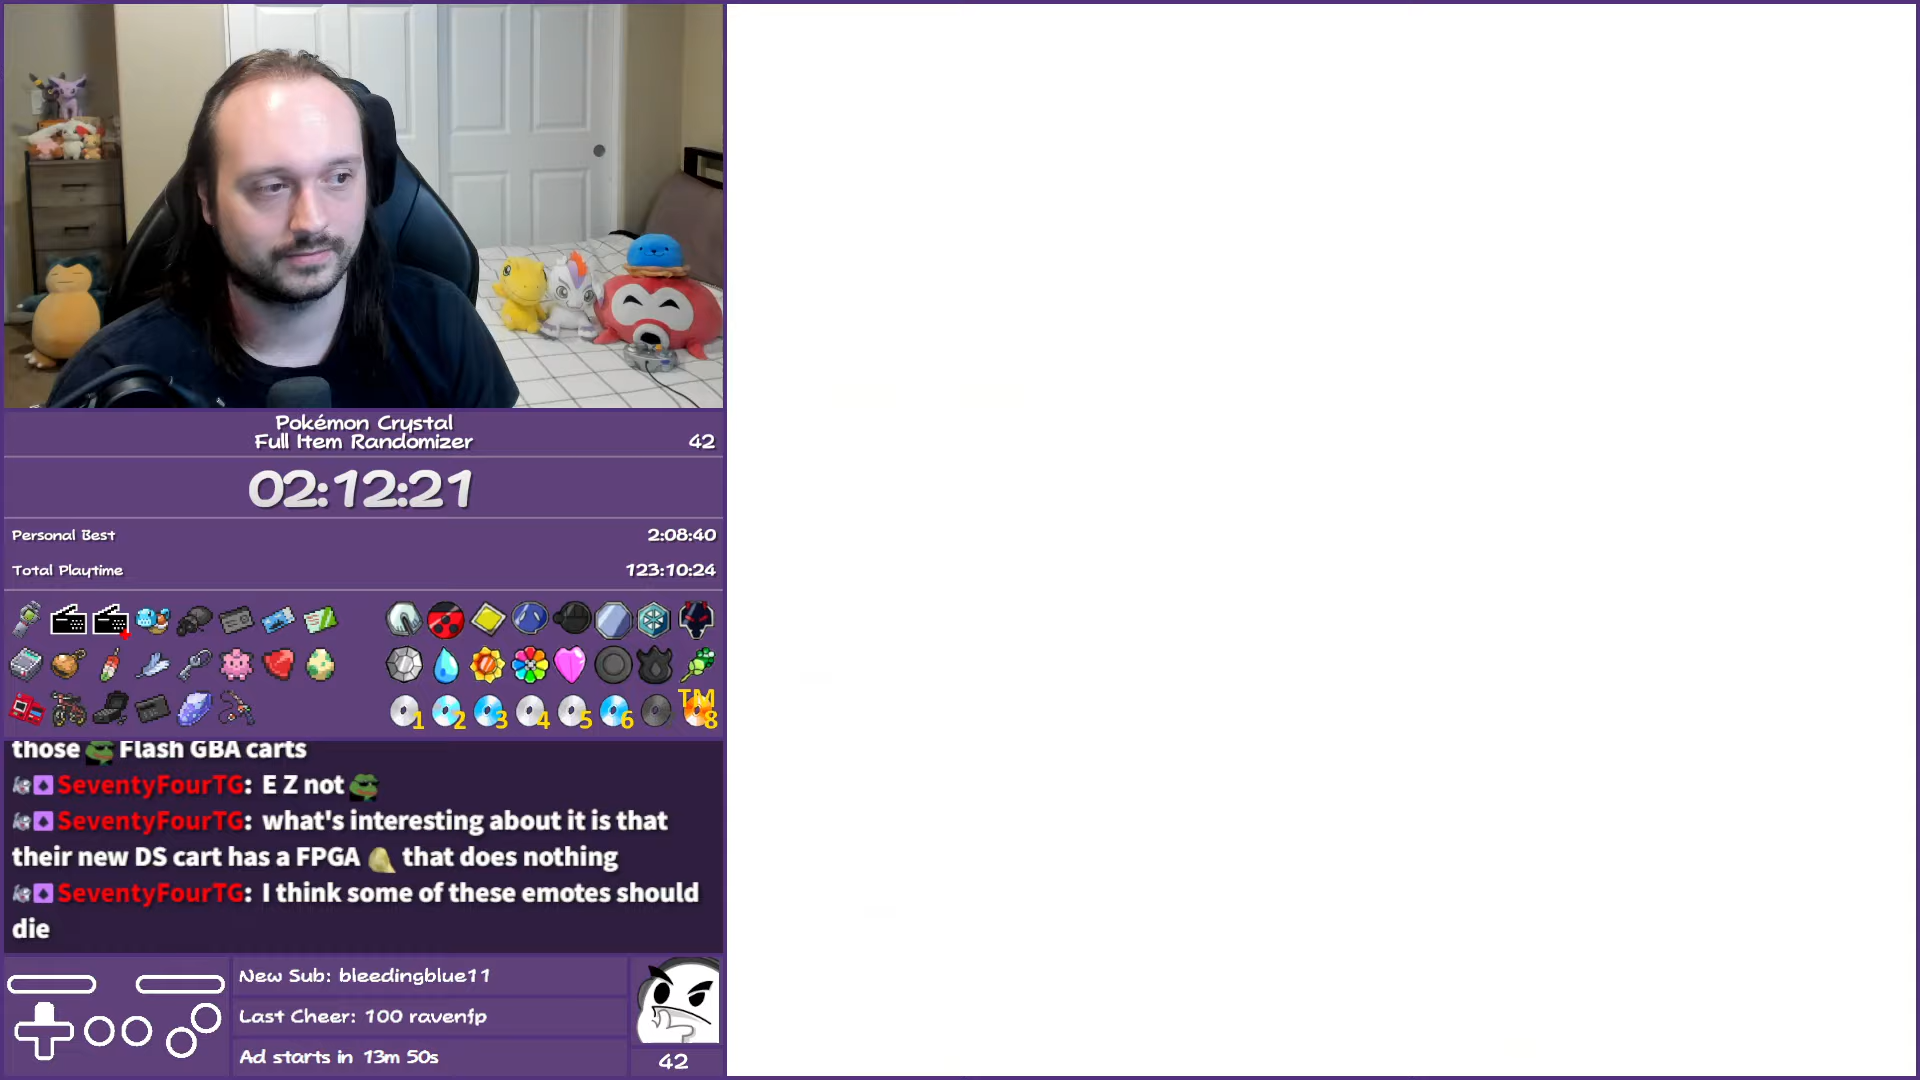 Pokémon Crystal
Full Item Randomizer
42
02:12:21
Personal Best
2:08:40
Total Playtime
123:10:24
TM
1 2 3 4 5 6 8
those Flash GBA carts
SeventyFourTG: E Z not
SeventyFourTG: what's interesting about it is that
their new DS cart has a FPGA that does nothing
SeventyFourTG: I think some of these emotes should
die
New Sub: bleedingblue11
Last Cheer: 100 ravenfp
Ad starts in 13m 50s
42